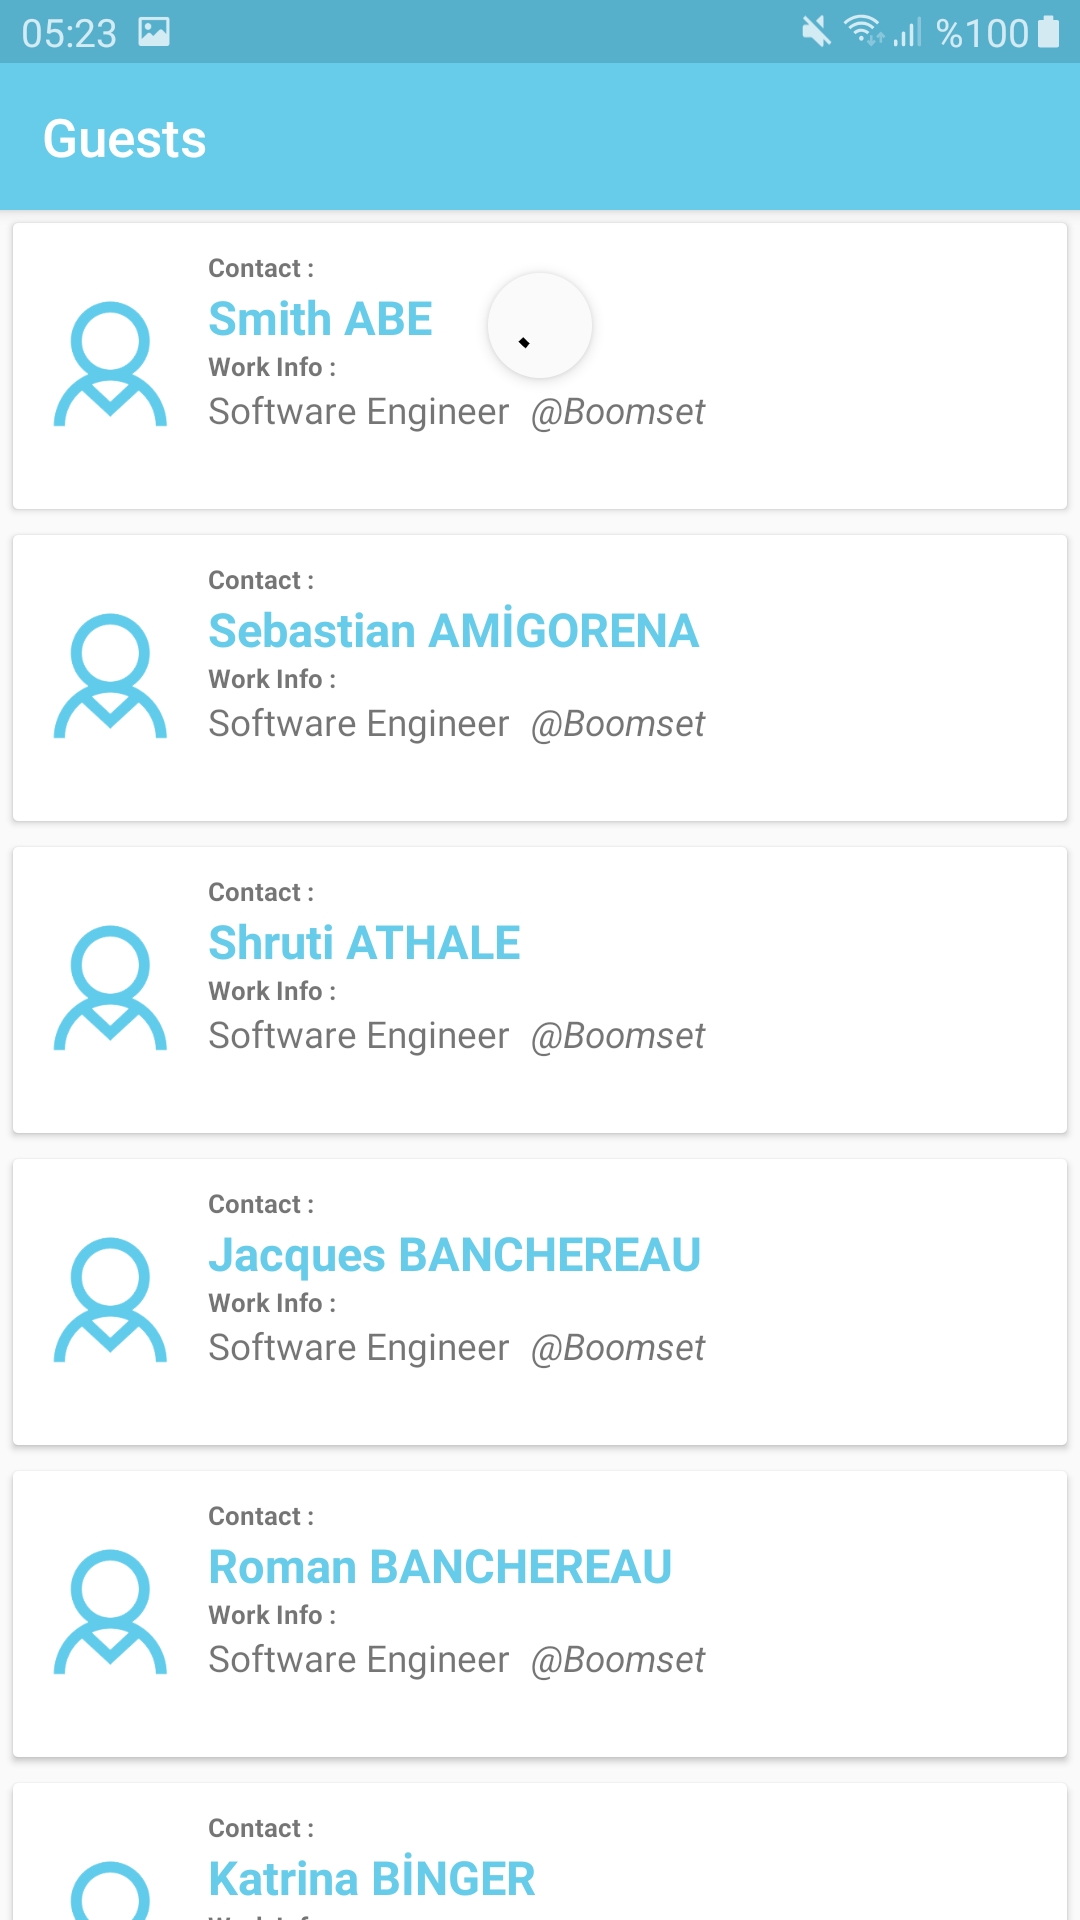 05:23 %100
Guests
Contact :
Smith ABE
Work Info :
Software Engineer @Boomset
Contact :
Sebastian AMİGORENA
Work Info :
Software Engineer @Boomset
Contact :
Shruti ATHALE
Work Info :
Software Engineer @Boomset
Contact :
Jacques BANCHEREAU
Work Info :
Software Engineer @Boomset
Contact :
Roman BANCHEREAU
Work Info :
Software Engineer @Boomset
Contact :
Katrina BİNGER